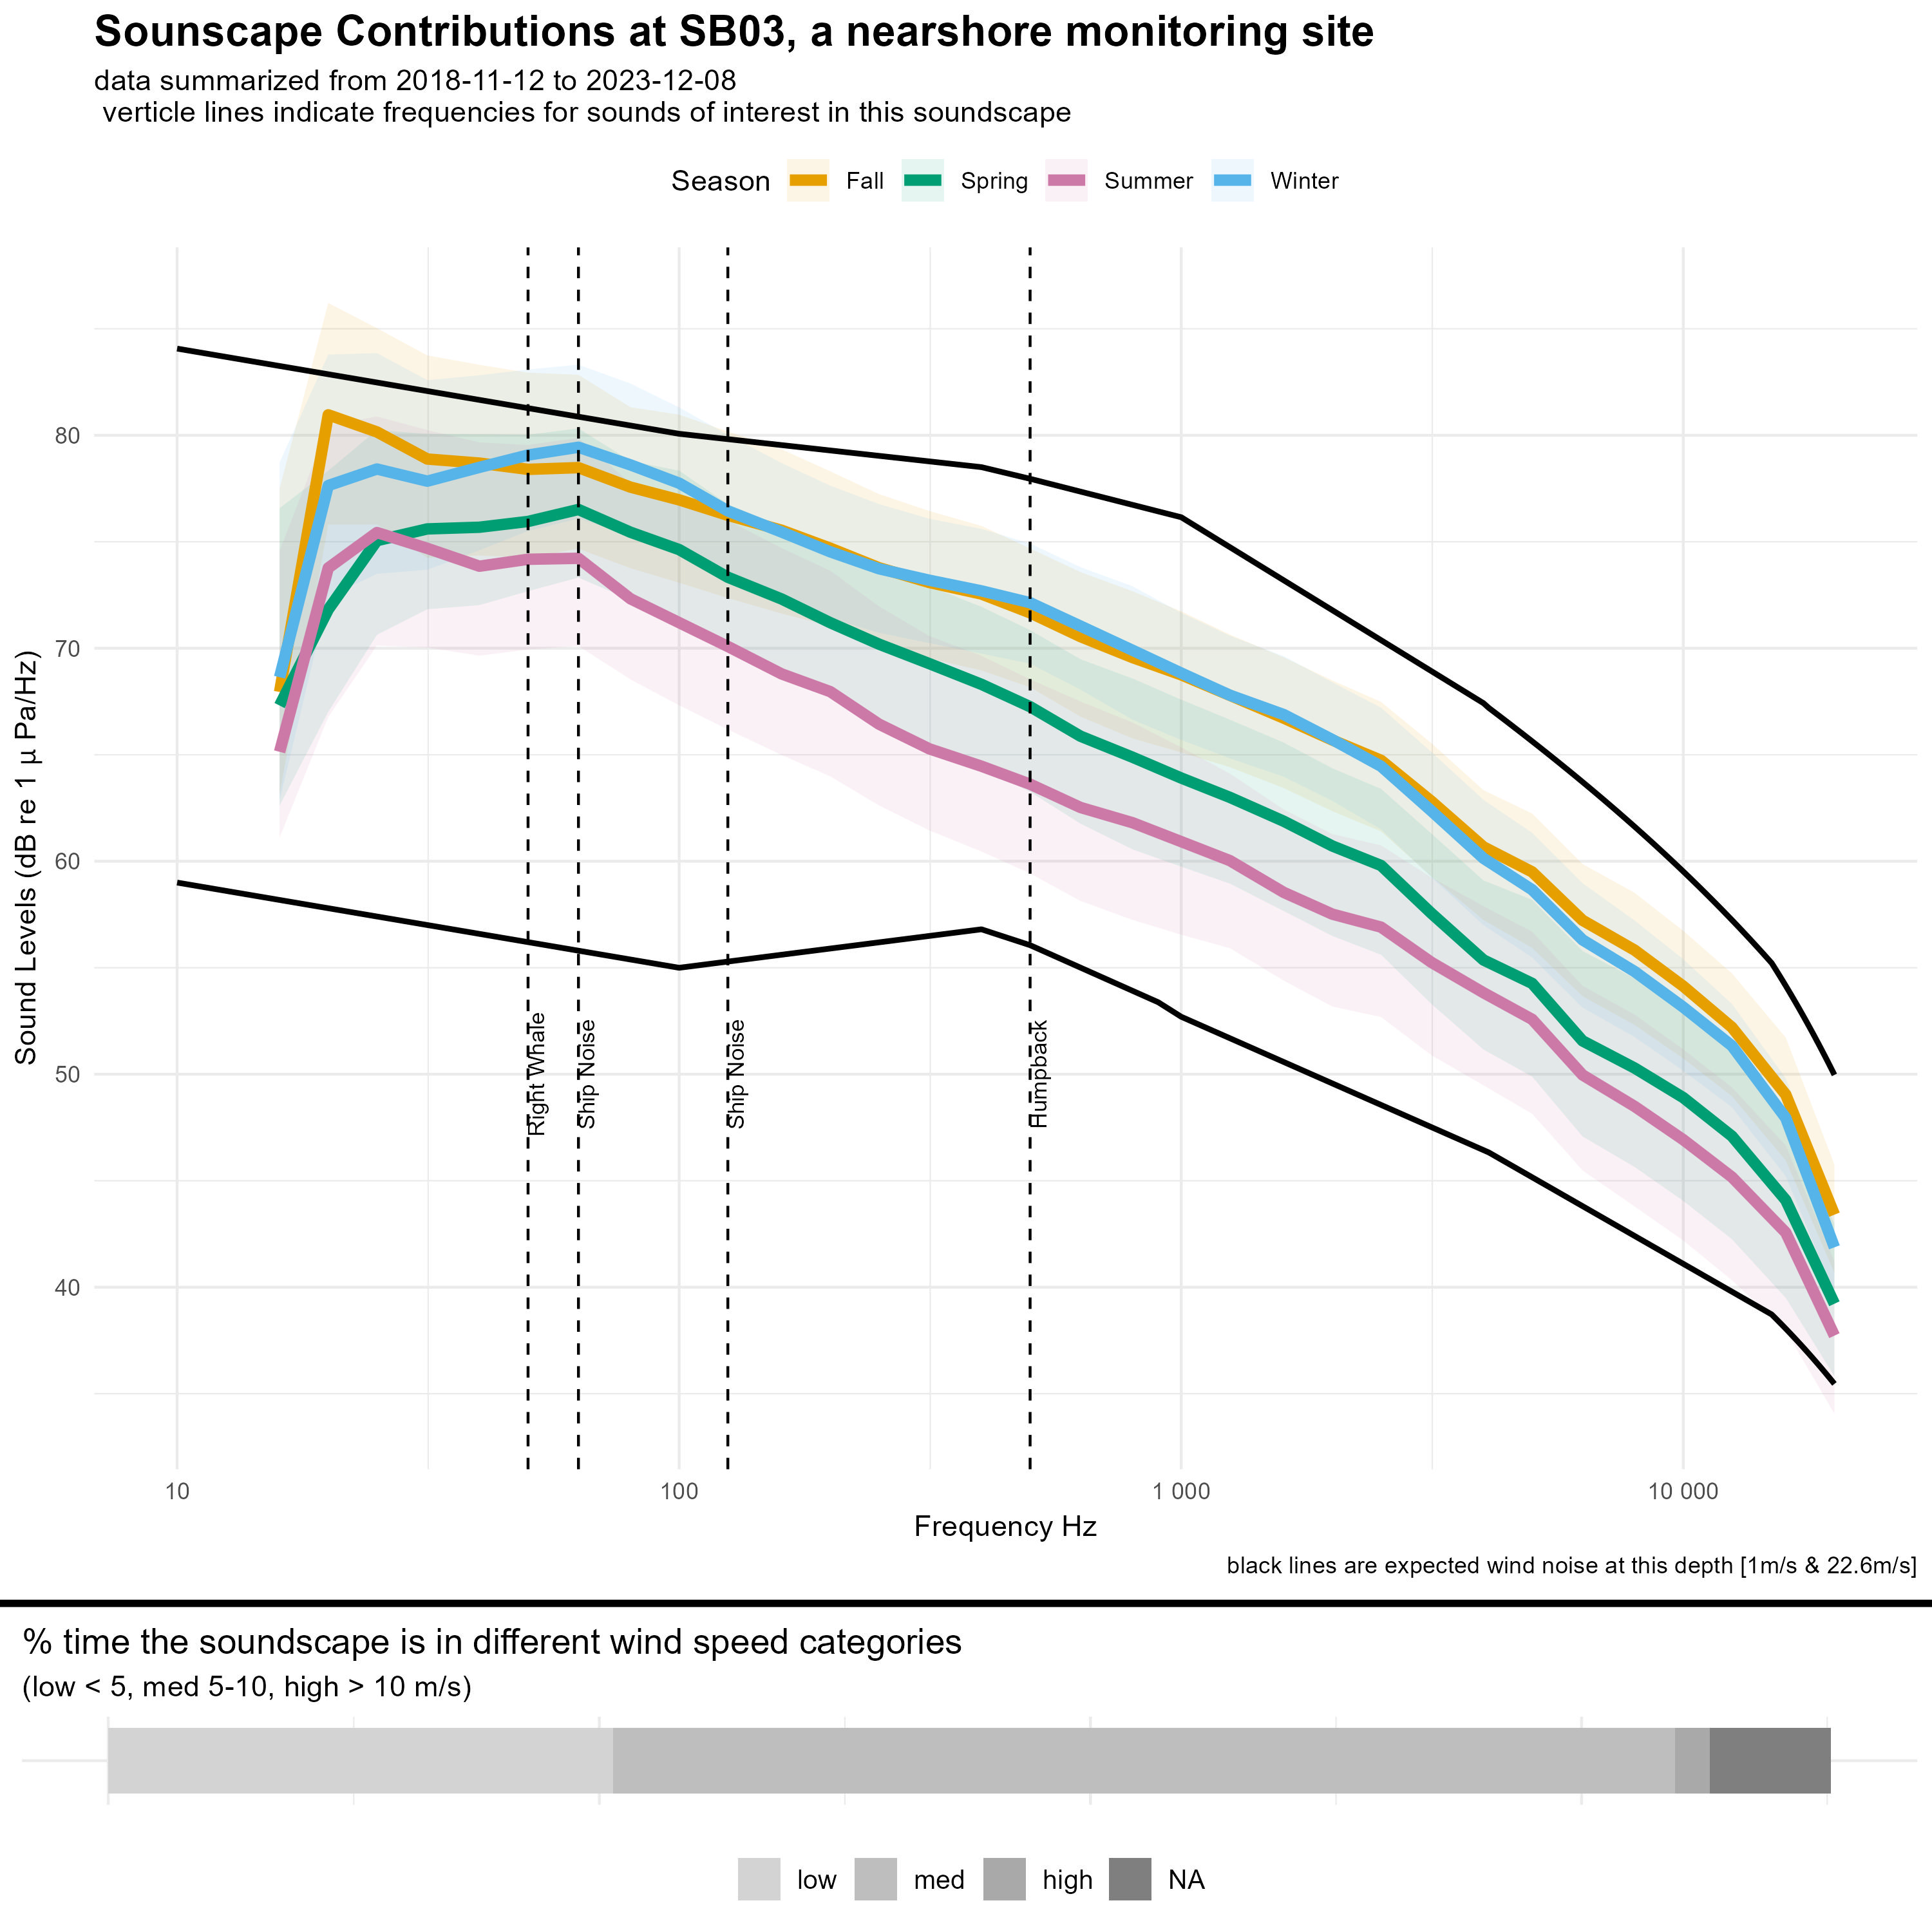 Sounscape Contributions at SB03, a nearshore monitoring site
data summarized from 2018-11-12 to 2023-12-08
verticle lines indicate frequencies for sounds of interest in this soundscape
Season Fall Spring Summer Winter
Sound Levels (dB re 1 µ Pa/Hz)
80
70
60
50
40
Right Whale
Ship Noise
Ship Noise
Humpback
10 100 1 000 10 000
Frequency Hz
black lines are expected wind noise at this depth [1m/s & 22.6m/s]
% time the soundscape is in different wind speed categories
(low < 5, med 5-10, high > 10 m/s)
low med high NA